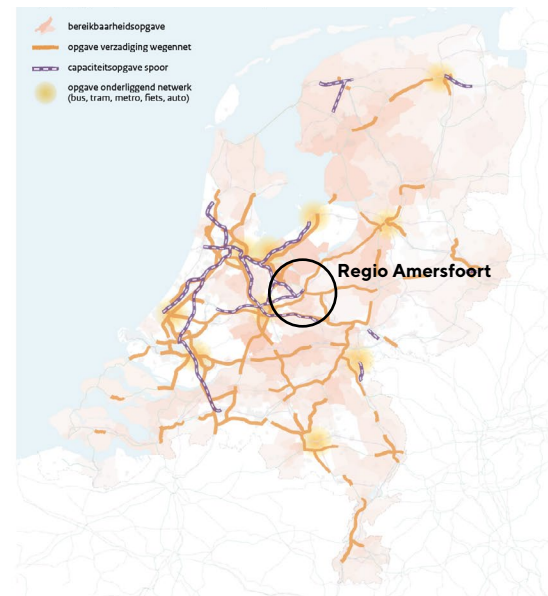 bereikbaarheidsopgave
opgave verzadiging wegennet
capaciteitsopgave spoor
opgave onderliggend netwerk
(bus, tram, metro, fiets, auto)
Regio Amersfoort